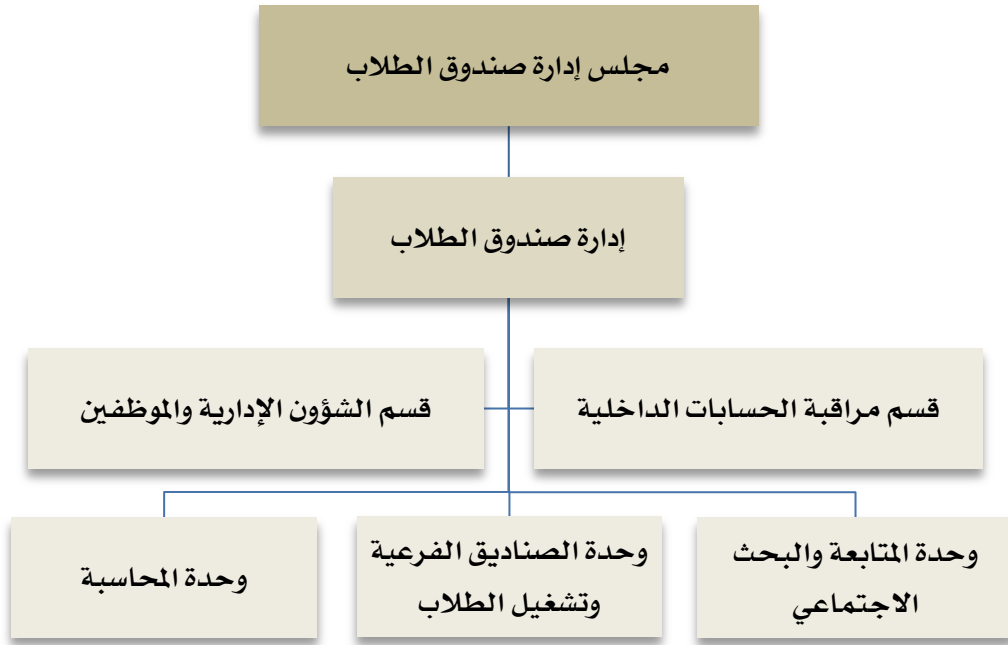 مجلس إدارة صندوق الطلاب
إدارة صندوق الطلاب
قسم مراقبة الحسابات الداخلية
قسم الشؤون الإدارية والموظفين
وحدة المتابعة والبحث
الاجتماعي
وحدة الصناديق الفرعية
وتشغيل الطلاب
وحدة المحاسبة